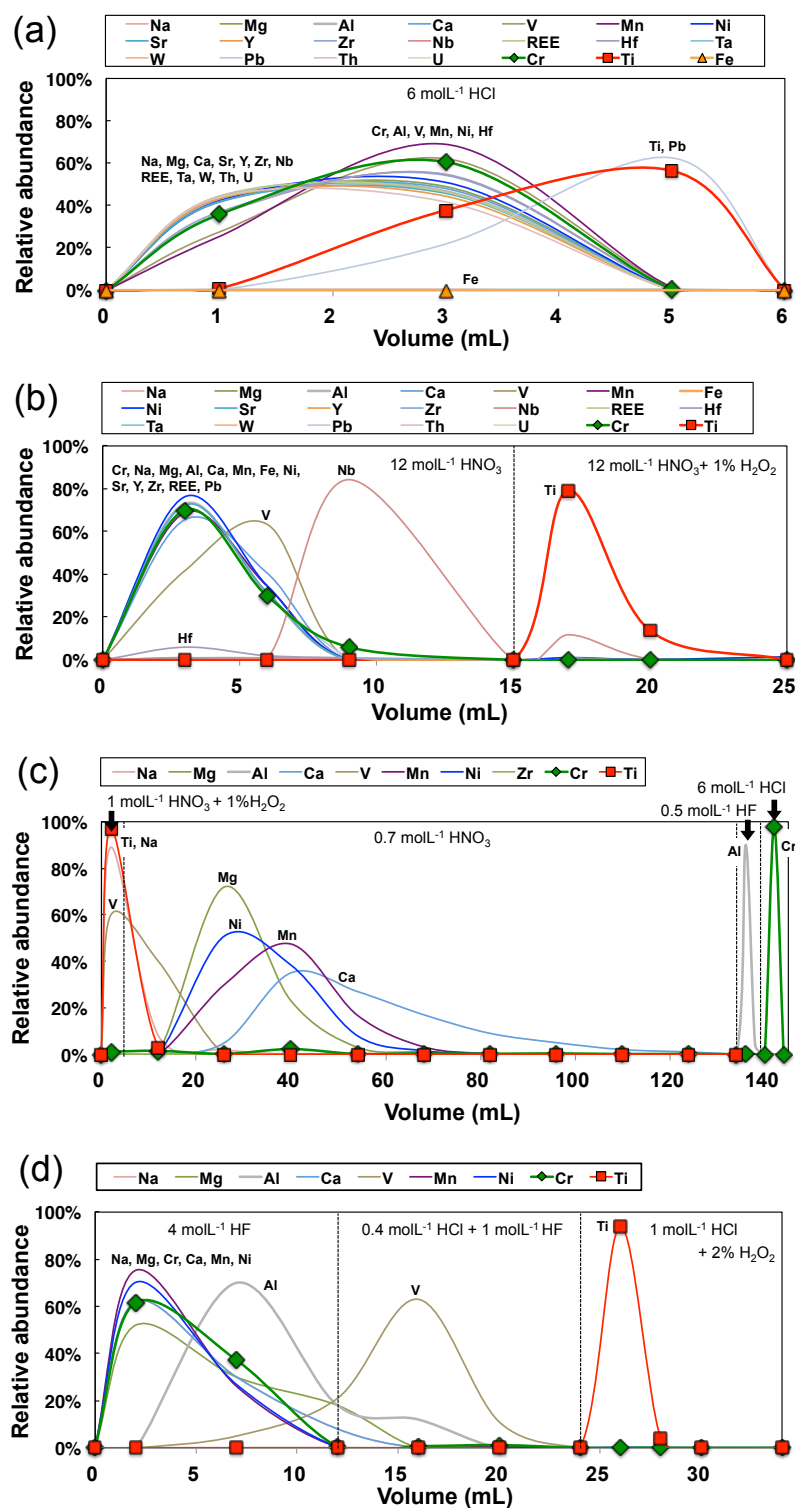 (a)
Na Mg Al Ca V Mn Ni
Sr Y Zr Nb REE Hf Ta
W Pb Th U Cr Ti Fe
100%
80%
60%
40%
20%
0%
Relative abundance
6 molL⁻¹ HCl
Na, Mg, Ca, Sr, Y, Zr, Nb
REE, Ta, W, Th, U
Cr, Al, V, Mn, Ni, Hf
Ti, Pb
Fe
0 1 2 3 4 5 6
Volume (mL)
(b)
Na Mg Al Ca V Mn Fe
Ni Sr Y Zr Nb REE Hf
Ta W Pb Th U Cr Ti
100%
80%
60%
40%
20%
0%
Relative abundance
12 molL⁻¹ HNO₃
12 molL⁻¹ HNO₃+ 1% H₂O₂
Cr, Na, Mg, Al, Ca, Mn, Fe, Ni,
Sr, Y, Zr, REE, Pb
V
Nb
Hf
Ti
0 5 10 15 20 25
Volume (mL)
(c)
Na Mg Al Ca V Mn Ni Zr Cr Ti
6 molL⁻¹ HCl
1 molL⁻¹ HNO₃ + 1%H₂O₂
0.5 molL⁻¹ HF
0.7 molL⁻¹ HNO₃
100%
80%
60%
40%
20%
0%
Relative abundance
Ti, Na
V
Mg
Ni
Mn
Ca
Al
Cr
0 20 40 60 80 100 120 140
Volume (mL)
(d)
Na Mg Al Ca V Mn Ni Cr Ti
100%
80%
60%
40%
20%
0%
Relative abundance
4 molL⁻¹ HF
0.4 molL⁻¹ HCl + 1 molL⁻¹ HF
1 molL⁻¹ HCl
+ 2% H₂O₂
Na, Mg, Cr, Ca, Mn, Ni
Al
V
Ti
0 5 10 15 20 25 30
Volume (mL)